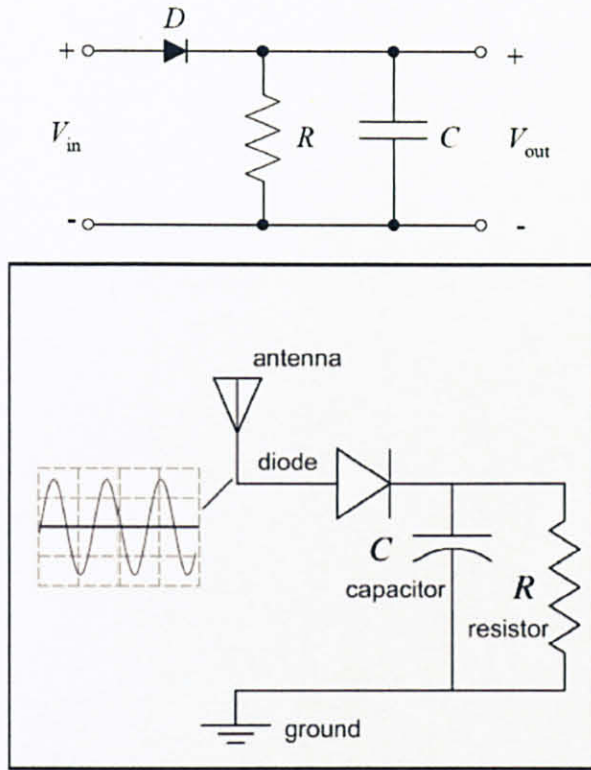 D
+ +
V_in R C V_out
- -
antenna
diode
C
capacitor R
resistor
ground